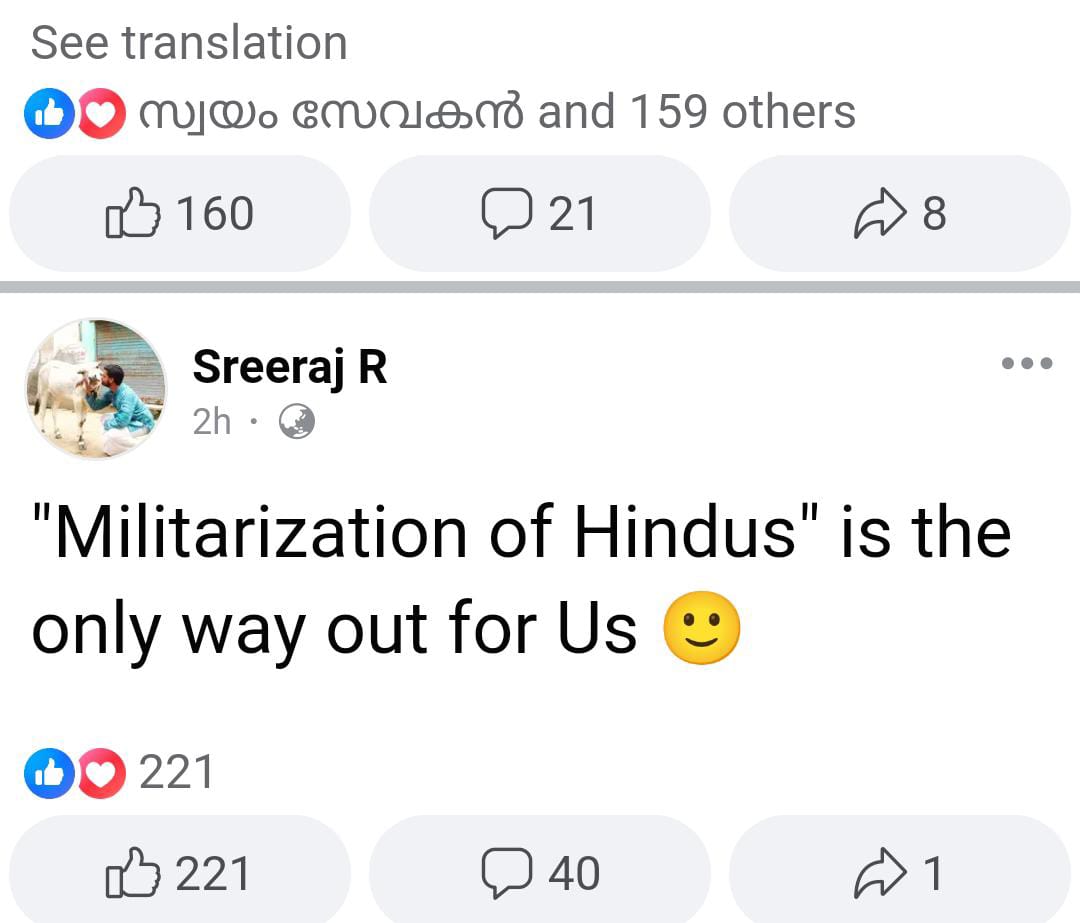 See translation
സ്വയം സേവകൻ and 159 others
160 21 8
Sreeraj R
2h ·
"Militarization of Hindus" is the
only way out for Us 🙂
221
221 40 1